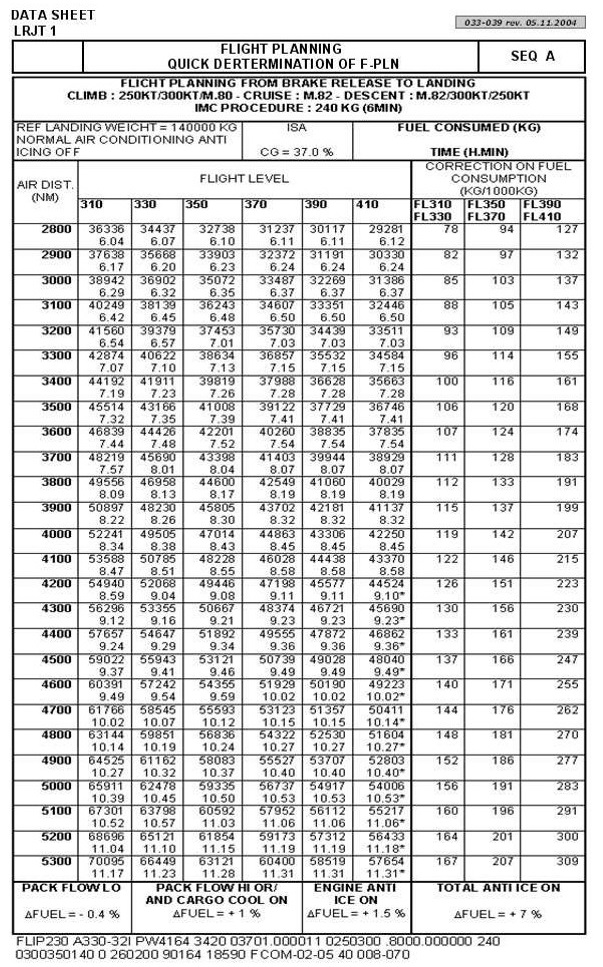 DATA SHEET
LRJT 1
033-039 rev. 05.11.2004
FLIGHT PLANNING
QUICK DERTERMINATION OF F-PLN
SEQ A
FLICHT PLANNING FROM BRAKE RELEASE TO LANDING
CLIMB : 250KT/300KT/M.80 - CRUISE : M.82 - DESCENT : M.82/300KT/250KT
IMC PROCEDURE : 240 KG (6MIN)
REF LANDING WEICHT = 140000 KG ISA FUEL CONSUMED (KG)
NORMAL AIR CONDITIONING ANTI
ICING OFF CG = 37.0 % TIME (H.MIN)
AIR DIST. (NM) FLIGHT LEVEL CORRECTION ON FUEL CONSUMPTION (KG/1000KG)
310 330 350 370 390 410 FL310 FL350 FL390
FL330 FL370 FL410
2800 36336 34437 32738 31237 30117 29281 78 94 127
6.04 6.07 6.10 6.11 6.11 6.12
2900 37638 35668 33903 32372 31191 30330 82 97 132
6.17 6.20 6.23 6.24 6.24 6.24
3000 38942 36902 35072 33487 32269 31386 85 103 137
6.29 6.32 6.35 6.37 6.37 6.37
3100 40249 38139 36243 34607 33351 32446 88 105 143
6.42 6.45 6.48 6.50 6.50 6.50
3200 41560 39379 37453 35730 34439 33511 93 109 149
6.54 6.57 7.01 7.03 7.03 7.03
3300 42874 40622 38634 36857 35532 34584 96 114 155
7.07 7.10 7.13 7.15 7.15 7.15
3400 44192 41911 39819 37988 36628 35663 100 116 161
7.19 7.23 7.26 7.28 7.28 7.28
3500 45514 43166 41008 39122 37729 36746 106 120 168
7.32 7.35 7.39 7.41 7.41 7.41
3600 46839 44426 42201 40260 38835 37835 107 124 174
7.44 7.48 7.52 7.54 7.54 7.54
3700 48219 45690 43398 41403 39944 38929 111 128 183
7.57 8.01 8.04 8.07 8.07 8.07
3800 49556 46958 44600 42549 41060 40029 112 133 191
8.09 8.13 8.17 8.19 8.19 8.19
3900 50897 48230 45805 43702 42181 41137 115 137 199
8.22 8.26 8.30 8.32 8.32 8.32
4000 52241 49505 47014 44863 43306 42250 119 142 207
8.34 8.38 8.43 8.45 8.45 8.45
4100 53588 50785 48228 46028 44438 43370 122 146 215
8.47 8.51 8.55 8.58 8.58 8.58
4200 54940 52068 49446 47198 45577 44524 126 151 223
8.59 9.04 9.08 9.11 9.11 9.10*
4300 56296 53355 50667 48374 46721 45690 130 156 230
9.12 9.16 9.21 9.23 9.23 9.23*
4400 57657 54647 51892 49555 47872 46862 133 161 239
9.24 9.29 9.34 9.36 9.36 9.36*
4500 59022 55943 53121 50739 49028 48040 137 166 247
9.37 9.41 9.46 9.49 9.49 9.49*
4600 60391 57242 54355 51929 50190 49223 140 171 255
9.49 9.54 9.59 10.02 10.02 10.02*
4700 61766 58545 55593 53123 51357 50411 144 176 262
10.02 10.07 10.12 10.15 10.15 10.14*
4800 63144 59851 56836 54322 52530 51604 148 181 270
10.14 10.19 10.24 10.27 10.27 10.27*
4900 64525 61162 58083 55527 53707 52803 152 186 277
10.27 10.32 10.37 10.40 10.40 10.40*
5000 65911 62478 59335 56737 54917 54006 156 191 283
10.39 10.45 10.50 10.53 10.53 10.53*
5100 67301 63798 60592 57952 56112 55217 160 196 291
10.52 10.57 11.03 11.06 11.06 11.06*
5200 68696 65121 61854 59173 57312 56433 164 201 300
11.04 11.10 11.15 11.19 11.19 11.18*
5300 70095 66449 63121 60400 58519 57654 167 207 309
11.17 11.23 11.28 11.31 11.31 11.31*
PACK FLOW LO PACK FLOW HI OR/ ENGINE ANTI TOTAL ANTI ICE ON
AND CARGO COOL ON ICE ON
ΔFUEL = - 0.4 % ΔFUEL = + 1 % ΔFUEL = + 1.5 % ΔFUEL = + 7 %
FLIP230 A330-32I PW4164 3420 03701.000011 0250300 .8000.000000 240
0300350140 0 260200 90164 18590 FCOM-02-05 40 008-070